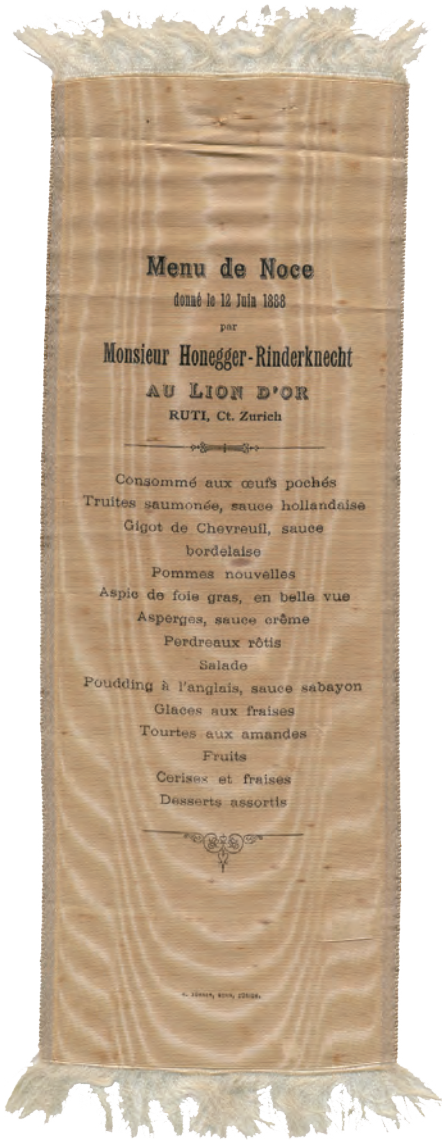 Menu de Noce
donné le 12 Juin 1888
par
Monsieur Honegger-Rinderknecht
AU LION D'OR
RUTI, Ct. Zurich
Consommé aux œufs pochés
Truites saumonée, sauce hollandaise
Gigot de Chevreuil, sauce
bordelaise
Pommes nouvelles
Aspic de foie gras, en belle vue
Asperges, sauce crême
Perdreaux rôtis
Salade
Poudding à l'anglais, sauce sabayon
Glaces aux fraises
Tourtes aux amandes
Fruits
Cerises et fraises
Desserts assortis